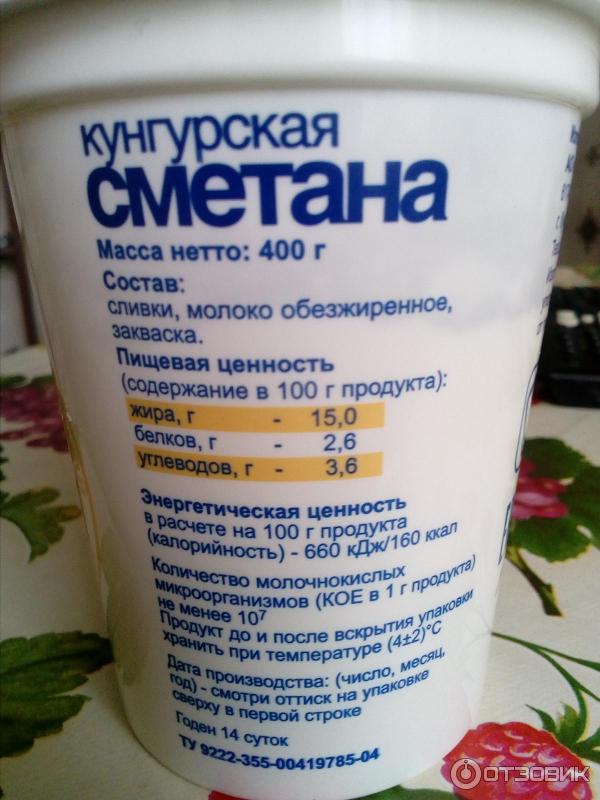 кунгурская
сметана
Масса нетто: 400 г
Состав:
сливки, молоко обезжиренное,
закваска.
Пищевая ценность
(содержание в 100 г продукта):
жира, г - 15,0
белков, г - 2,6
углеводов, г - 3,6
Энергетическая ценность
в расчете на 100 г продукта
(калорийность) - 660 кДж/160 ккал
Количество молочнокислых
микроорганизмов (КОЕ в 1 г продукта)
не менее 10⁷
Продукт до и после вскрытия упаковки
хранить при температуре (4±2)°С
Дата производства: (число, месяц,
год) - смотри оттиск на упаковке
сверху в первой строке
Годен 14 суток
ТУ 9222-355-00419785-04
ОТЗОВИК